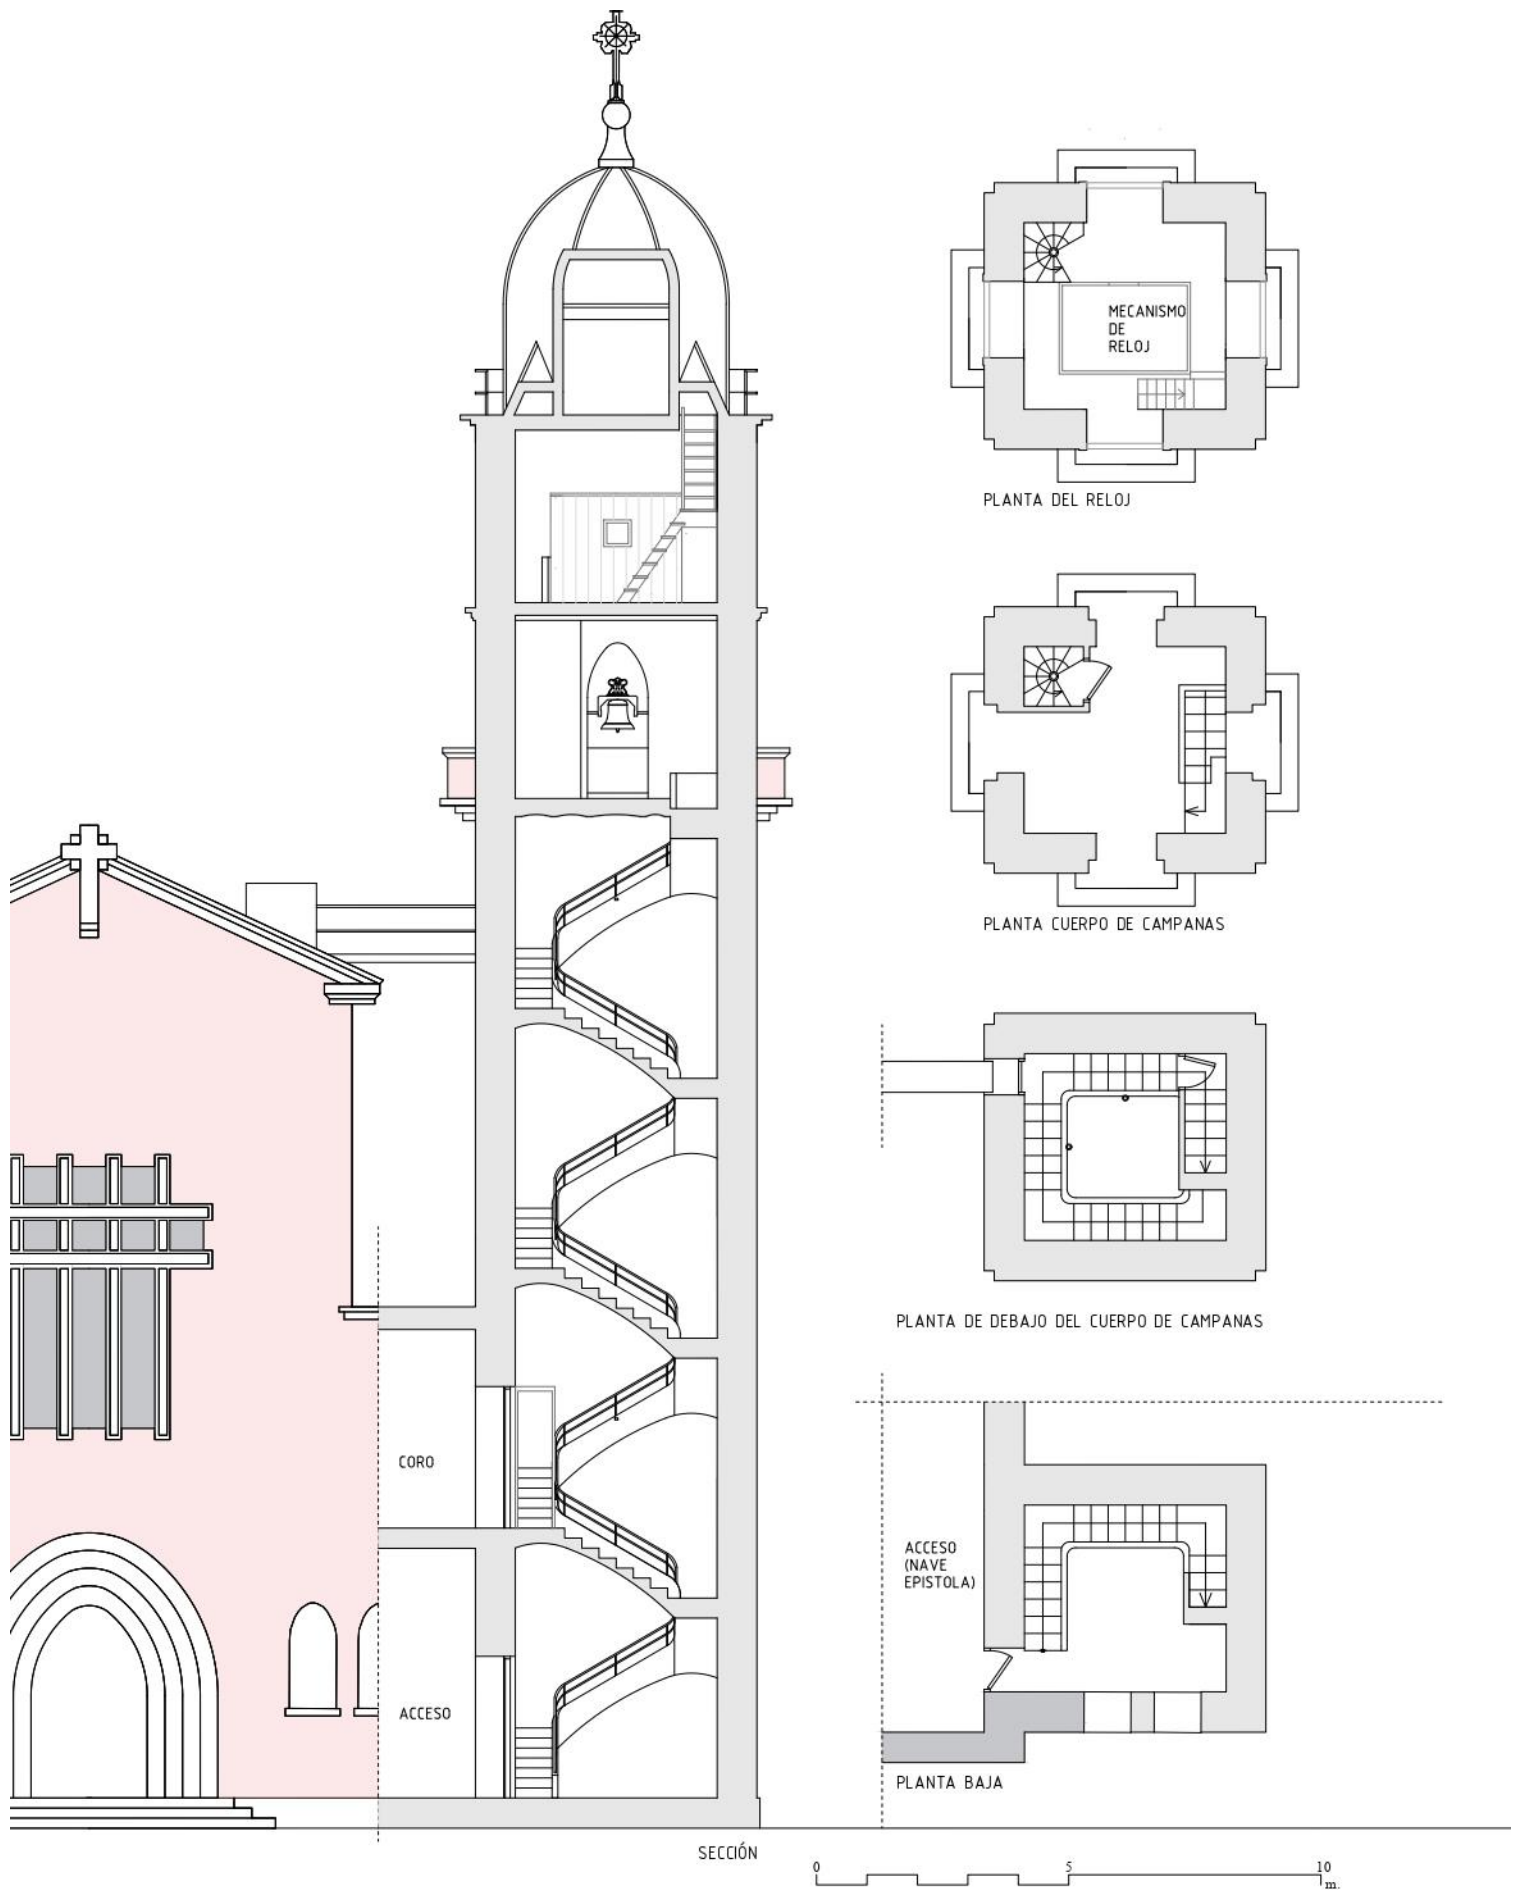 MECANISMO
DE
RELOJ
PLANTA DEL RELOJ
PLANTA CUERPO DE CAMPANAS
PLANTA DE DEBAJO DEL CUERPO DE CAMPANAS
CORO
ACCESO
(NAVE
EPISTOLA)
ACCESO
PLANTA BAJA
SECCIÓN
0 5 10
m.